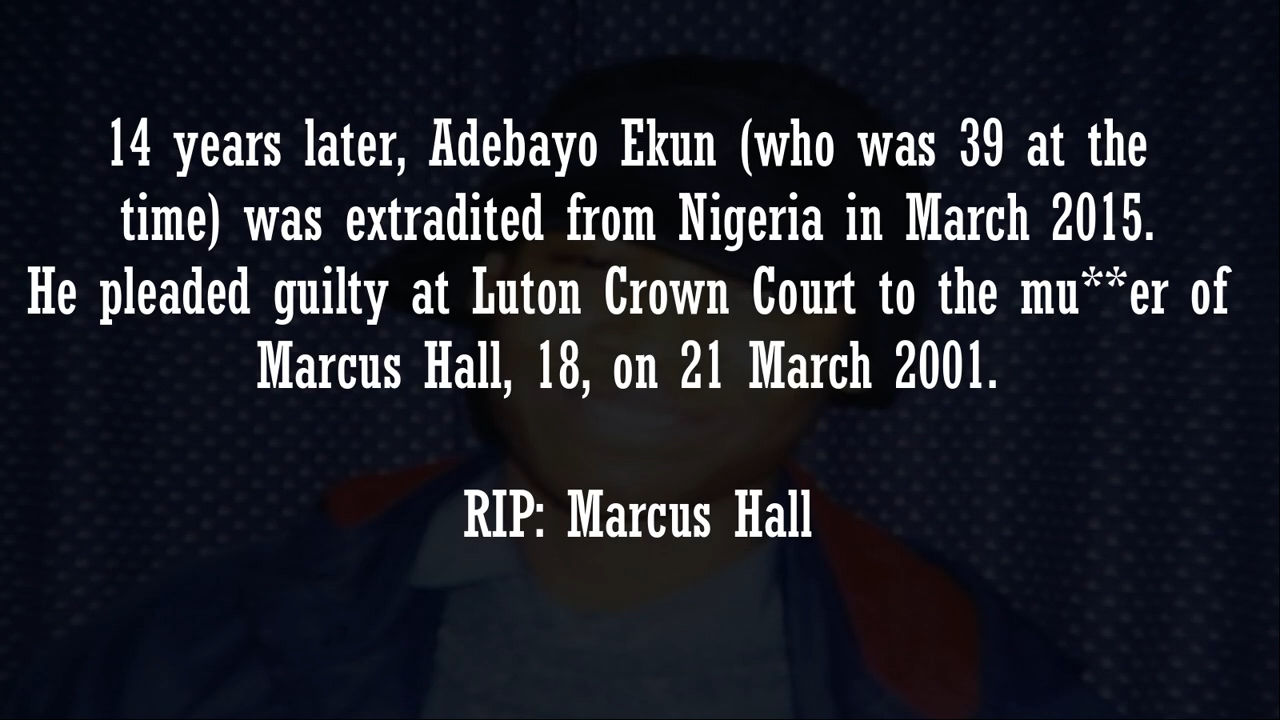 14 years later, Adebayo Ekun (who was 39 at the
time) was extradited from Nigeria in March 2015.
He pleaded guilty at Luton Crown Court to the mu**er of
Marcus Hall, 18, on 21 March 2001.
RIP: Marcus Hall